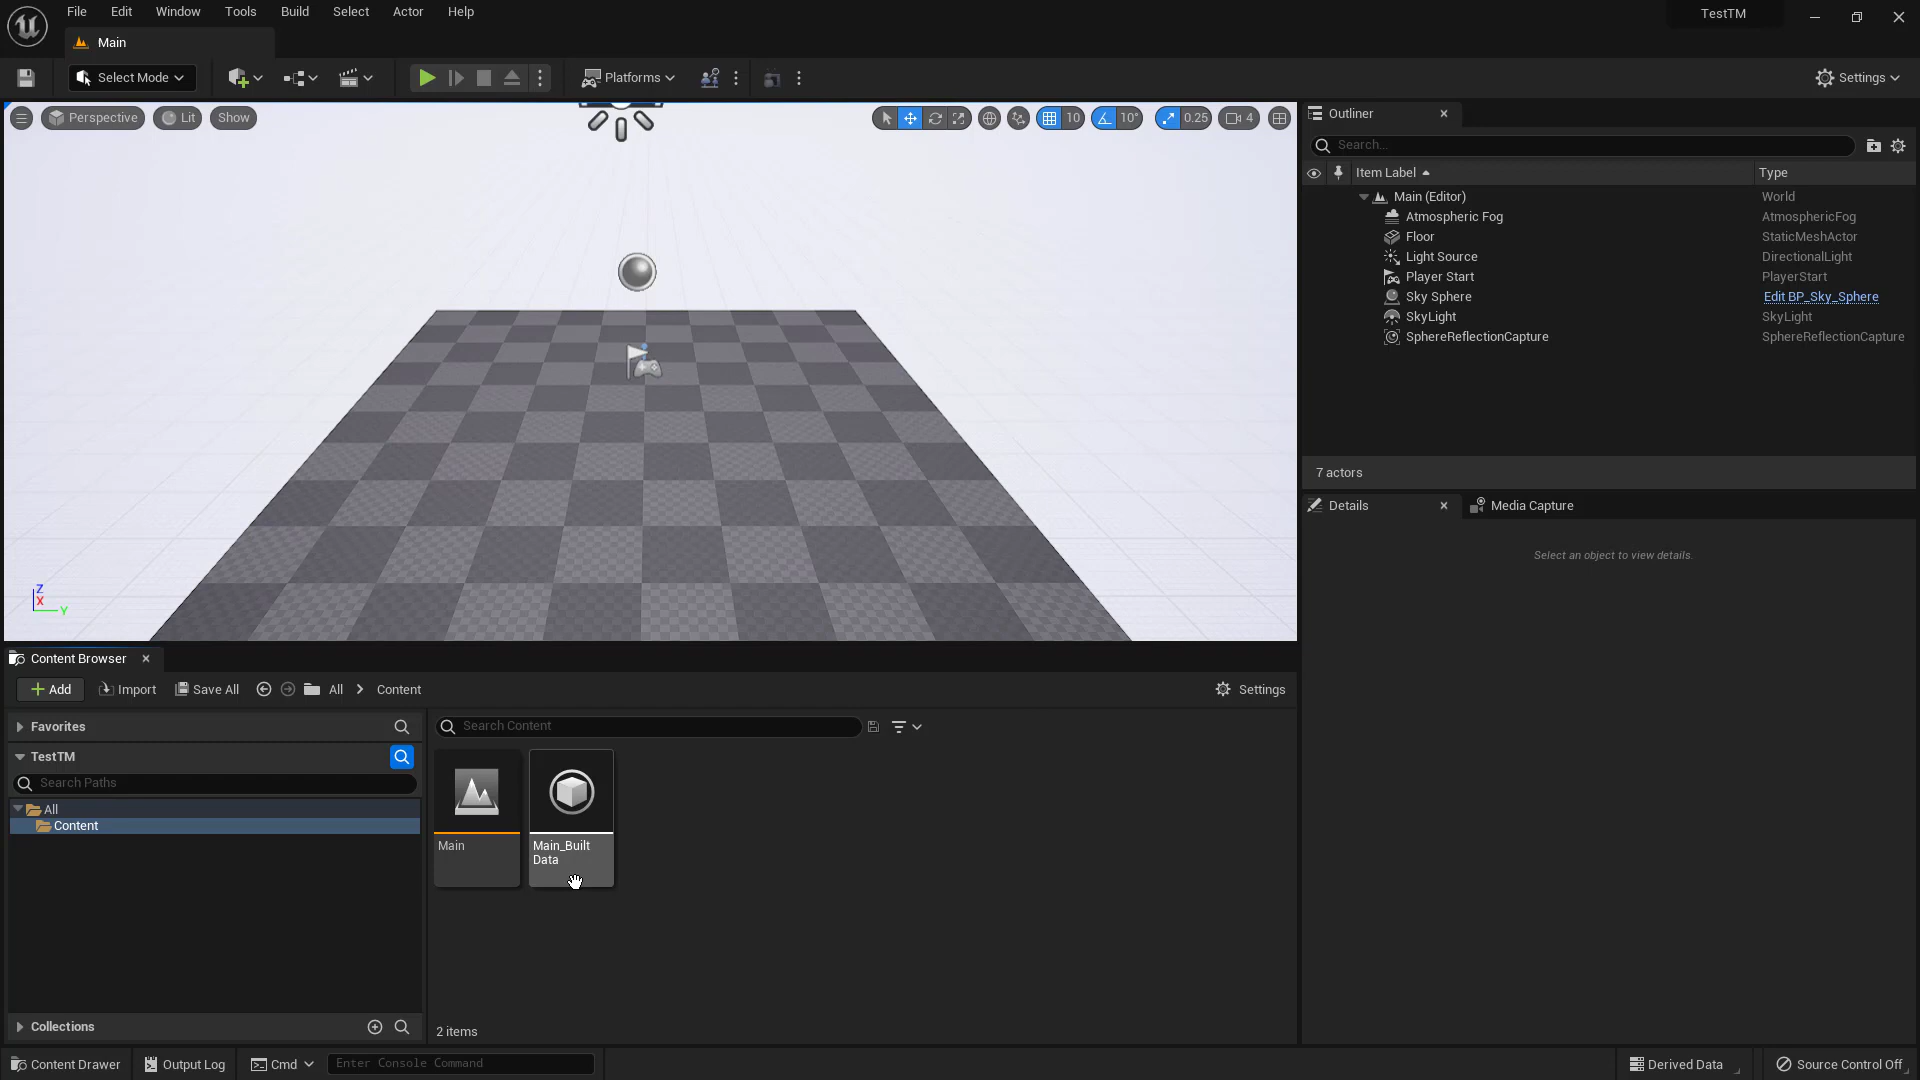 File Edit Window Tools Build Select Actor Help TestTM
Main
Select Mode Platforms Settings
Perspective Lit Show 10 10° 0.25 4
Outliner
Search...
Item Label Type
Main (Editor) World
Atmospheric Fog AtmosphericFog
Floor StaticMeshActor
Light Source DirectionalLight
Player Start PlayerStart
Sky Sphere Edit BP_Sky_Sphere
SkyLight SkyLight
SphereReflectionCapture SphereReflectionCapture
7 actors
Details Media Capture
Select an object to view details.
Z
X
Y
Content Browser
Add Import Save All All Content Settings
Favorites
Search Content
TestTM
Search Paths
All
Content
Main
Main_Built
Data
Collections
2 items
Content Drawer Output Log Cmd Enter Console Command Derived Data Source Control Off